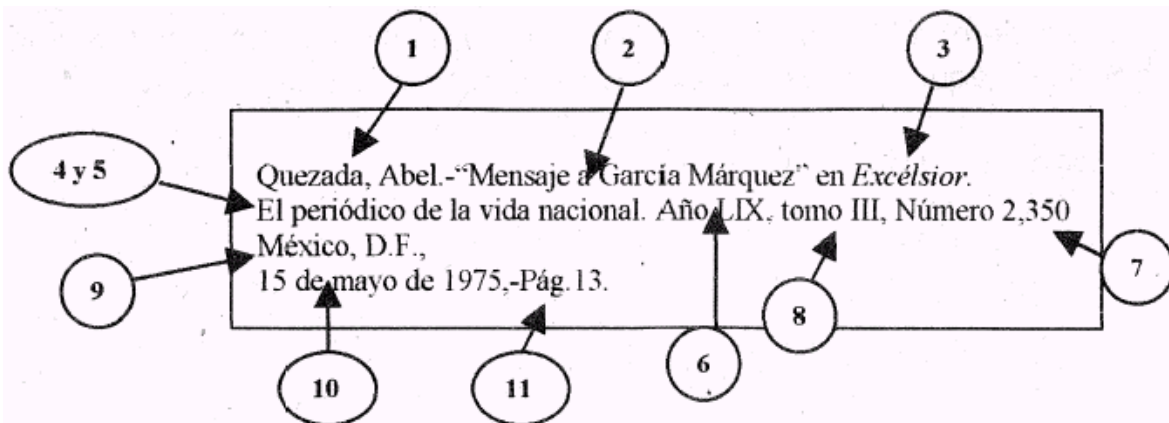 1
2
3
4 y 5
Quezada, Abel.-“Mensaje a García Márquez” en Excélsior.
El periódico de la vida nacional. Año LIX, tomo III, Número 2,350
México, D.F.,
15 de mayo de 1975,-Pág.13.
9
7
8
6
10
11